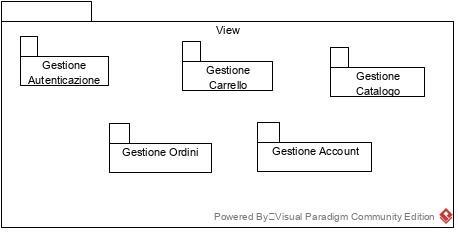 View
Gestione
Autenticazione
Gestione
Carrello
Gestione
Catalogo
Gestione Ordini
Gestione Account
Powered By Visual Paradigm Community Edition